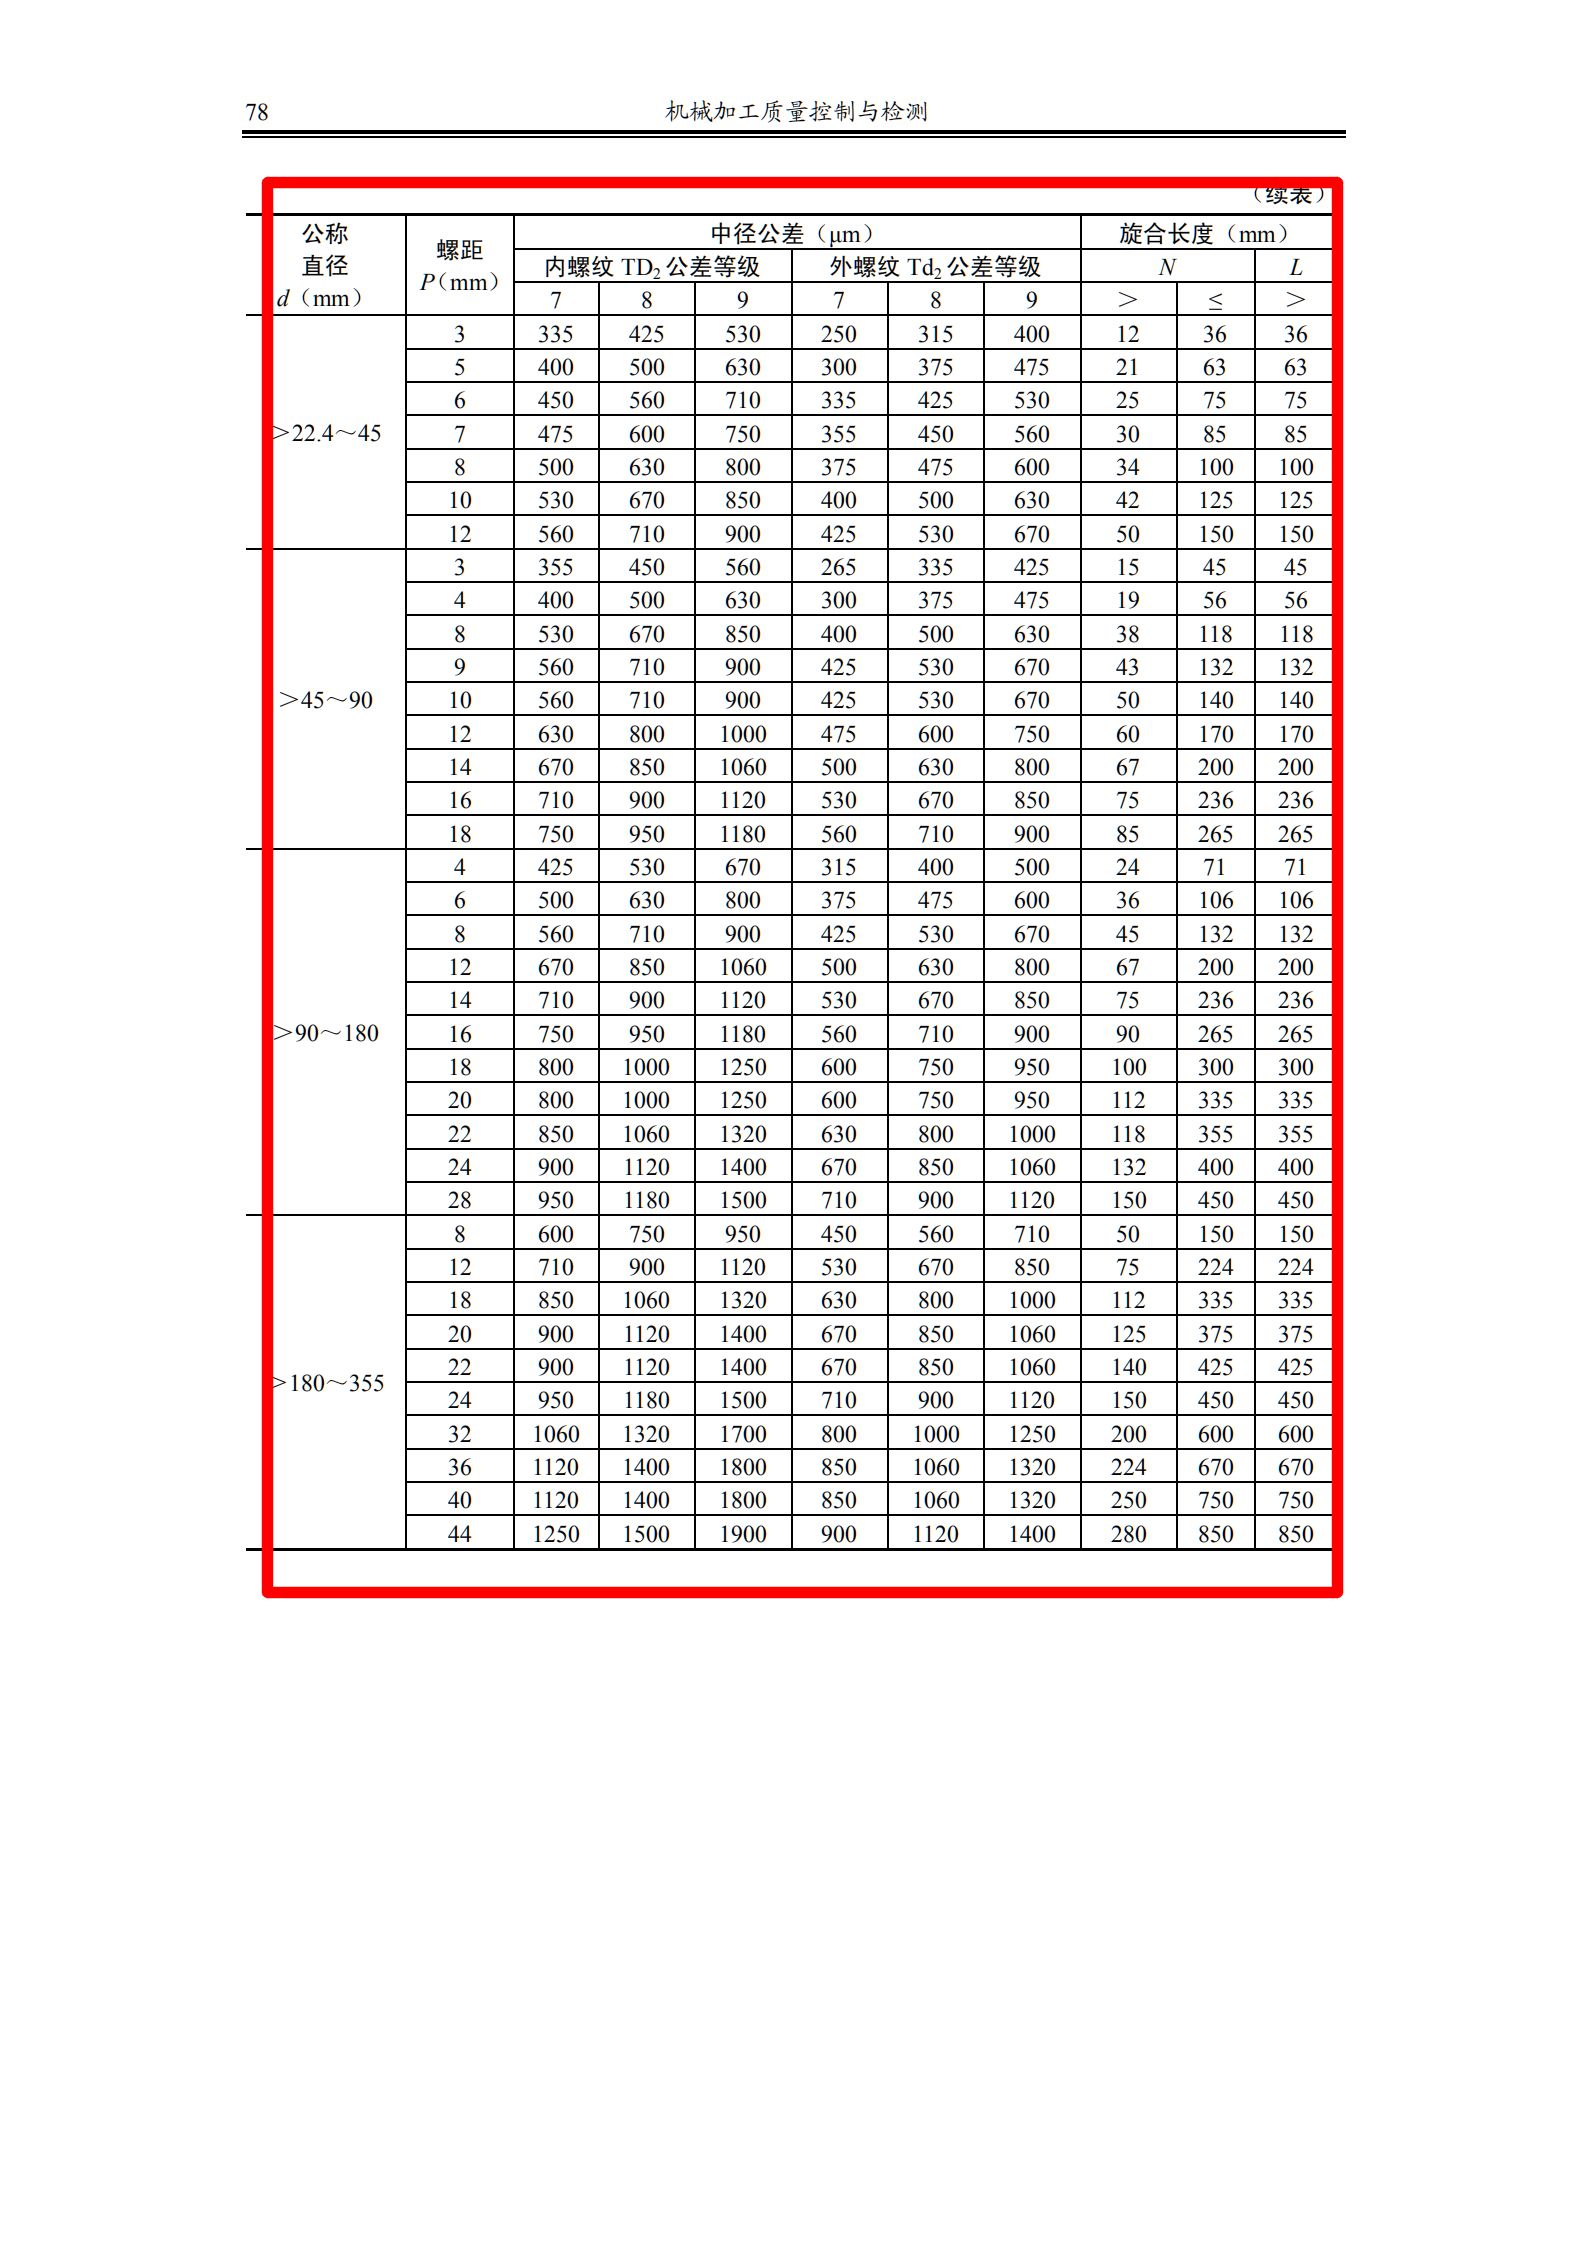 78 机械加工质量控制与检测
（续表）
公称直径 d（mm） 螺距 P（mm） 中径公差（μm） 旋合长度（mm）
内螺纹 TD2 公差等级 外螺纹 Td2 公差等级 N L
7 8 9 7 8 9 ＞ ≤ ＞
＞22.4～45
3 335 425 530 250 315 400 12 36 36
5 400 500 630 300 375 475 21 63 63
6 450 560 710 335 425 530 25 75 75
7 475 600 750 355 450 560 30 85 85
8 500 630 800 375 475 600 34 100 100
10 530 670 850 400 500 630 42 125 125
12 560 710 900 425 530 670 50 150 150
＞45～90
3 355 450 560 265 335 425 15 45 45
4 400 500 630 300 375 475 19 56 56
8 530 670 850 400 500 630 38 118 118
9 560 710 900 425 530 670 43 132 132
10 560 710 900 425 530 670 50 140 140
12 630 800 1000 475 600 750 60 170 170
14 670 850 1060 500 630 800 67 200 200
16 710 900 1120 530 670 850 75 236 236
18 750 950 1180 560 710 900 85 265 265
＞90～180
4 425 530 670 315 400 500 24 71 71
6 500 630 800 375 475 600 36 106 106
8 560 710 900 425 530 670 45 132 132
12 670 850 1060 500 630 800 67 200 200
14 710 900 1120 530 670 850 75 236 236
16 750 950 1180 560 710 900 90 265 265
18 800 1000 1250 600 750 950 100 300 300
20 800 1000 1250 600 750 950 112 335 335
22 850 1060 1320 630 800 1000 118 355 355
24 900 1120 1400 670 850 1060 132 400 400
28 950 1180 1500 710 900 1120 150 450 450
＞180～355
8 600 750 950 450 560 710 50 150 150
12 710 900 1120 530 670 850 75 224 224
18 850 1060 1320 630 800 1000 112 335 335
20 900 1120 1400 670 850 1060 125 375 375
22 900 1120 1400 670 850 1060 140 425 425
24 950 1180 1500 710 900 1120 150 450 450
32 1060 1320 1700 800 1000 1250 200 600 600
36 1120 1400 1800 850 1060 1320 224 670 670
40 1120 1400 1800 850 1060 1320 250 750 750
44 1250 1500 1900 900 1120 1400 280 850 850